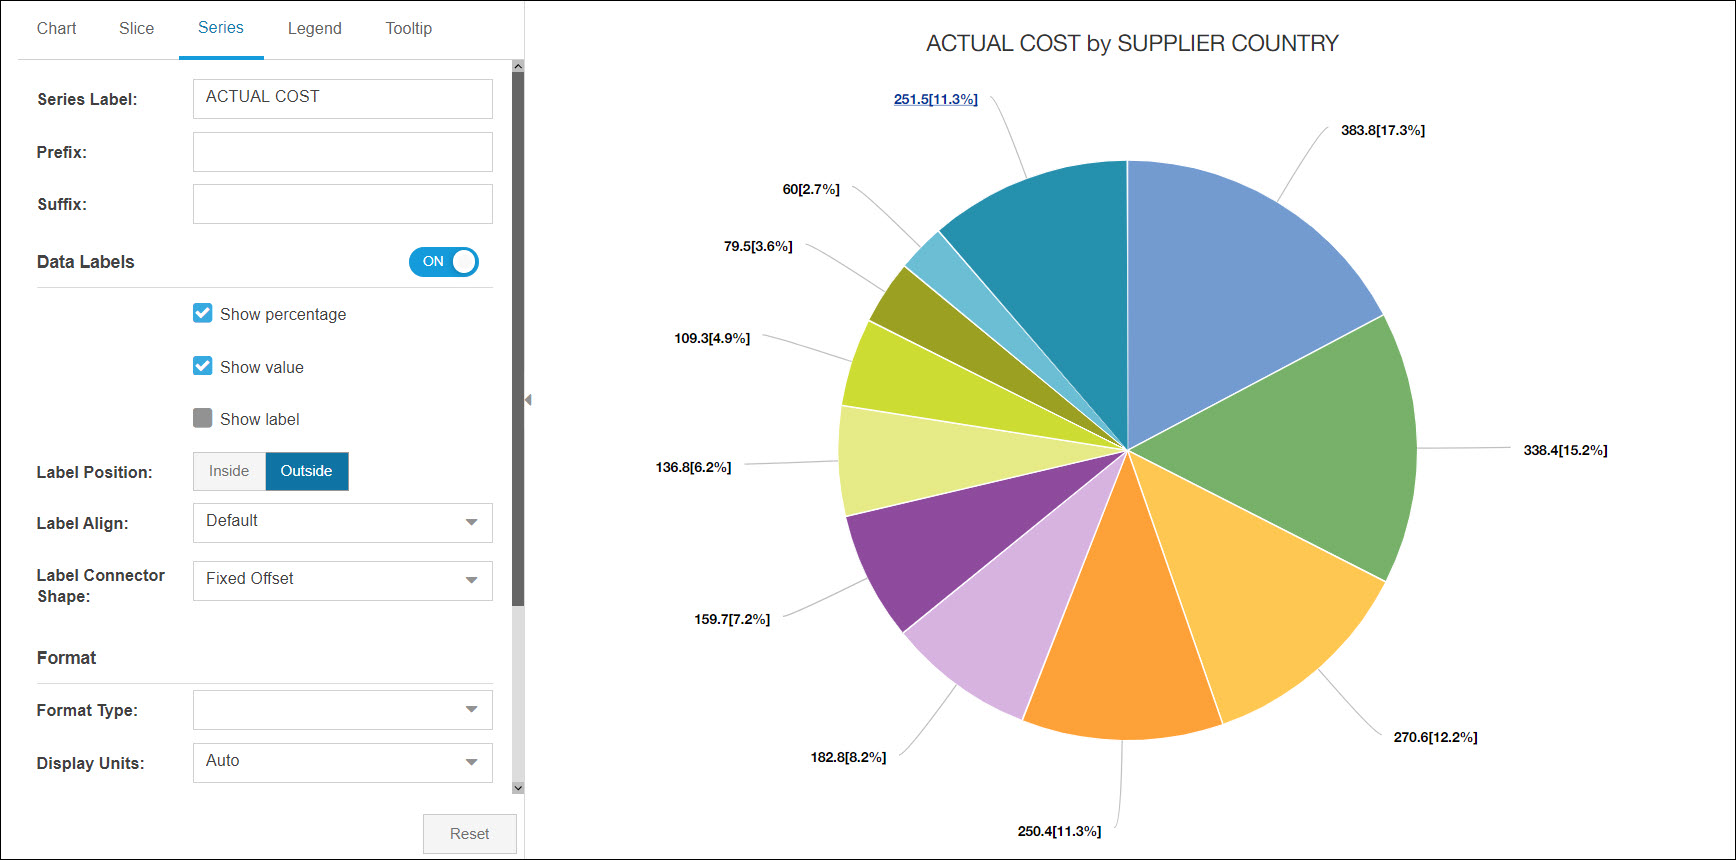 Chart Slice Series Legend Tooltip
Series Label: ACTUAL COST
Prefix:
Suffix:
Data Labels ON
Show percentage
Show value
Show label
Label Position: Inside Outside
Label Align: Default
Label Connector
Shape:
Fixed Offset
Format
Format Type:
Display Units: Auto
Reset
ACTUAL COST by SUPPLIER COUNTRY
251.5[11.3%]
383.8[17.3%]
60[2.7%]
79.5[3.6%]
109.3[4.9%]
338.4[15.2%]
136.8[6.2%]
159.7[7.2%]
270.6[12.2%]
182.8[8.2%]
250.4[11.3%]